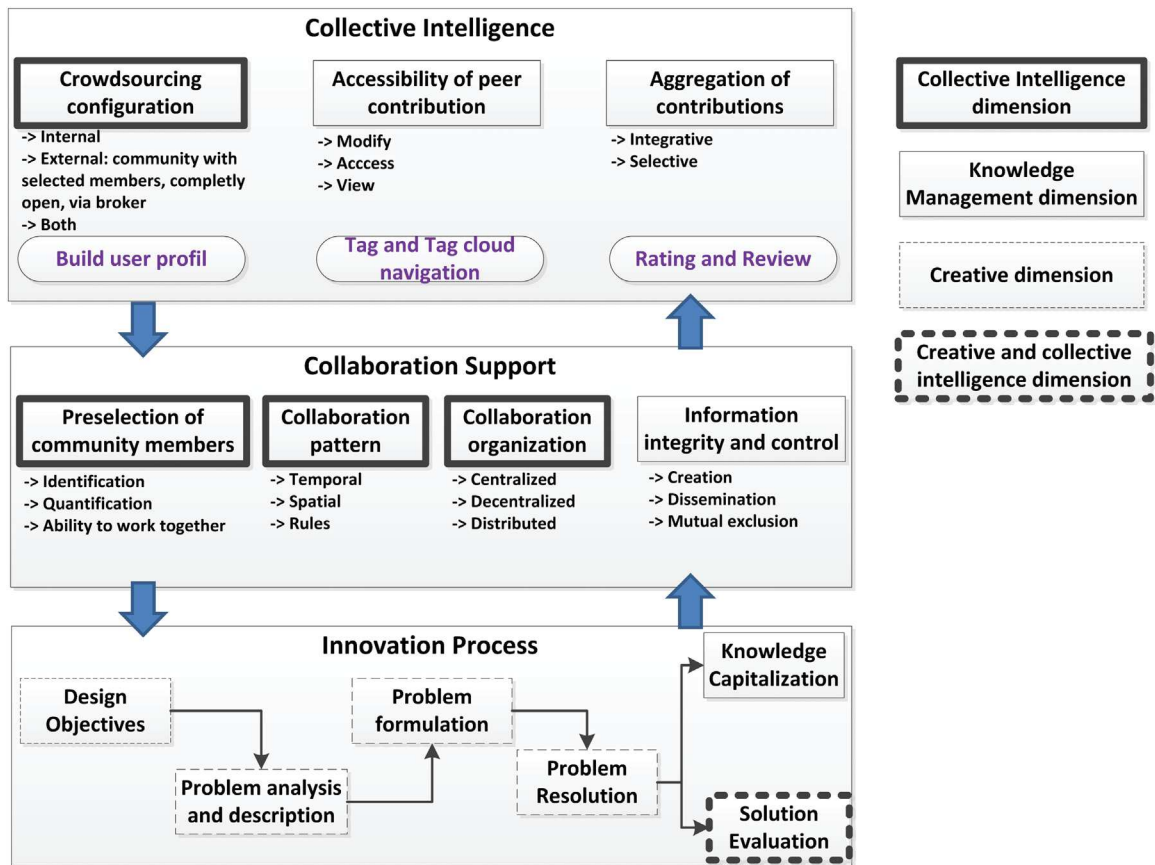 Collective Intelligence
Crowdsourcing
configuration
-> Internal
-> External: community with
selected members, completly
open, via broker
-> Both
Build user profil
Accessibility of peer
contribution
-> Modify
-> Acccess
-> View
Tag and Tag cloud
navigation
Aggregation of
contributions
-> Integrative
-> Selective
Rating and Review
Collective Intelligence
dimension
Knowledge
Management dimension
Creative dimension
Creative and collective
intelligence dimension
Collaboration Support
Preselection of
community members
-> Identification
-> Quantification
-> Ability to work together
Collaboration
pattern
-> Temporal
-> Spatial
-> Rules
Collaboration
organization
-> Centralized
-> Decentralized
-> Distributed
Information
integrity and control
-> Creation
-> Dissemination
-> Mutual exclusion
Innovation Process
Design
Objectives
Problem analysis
and description
Problem
formulation
Problem
Resolution
Knowledge
Capitalization
Solution
Evaluation